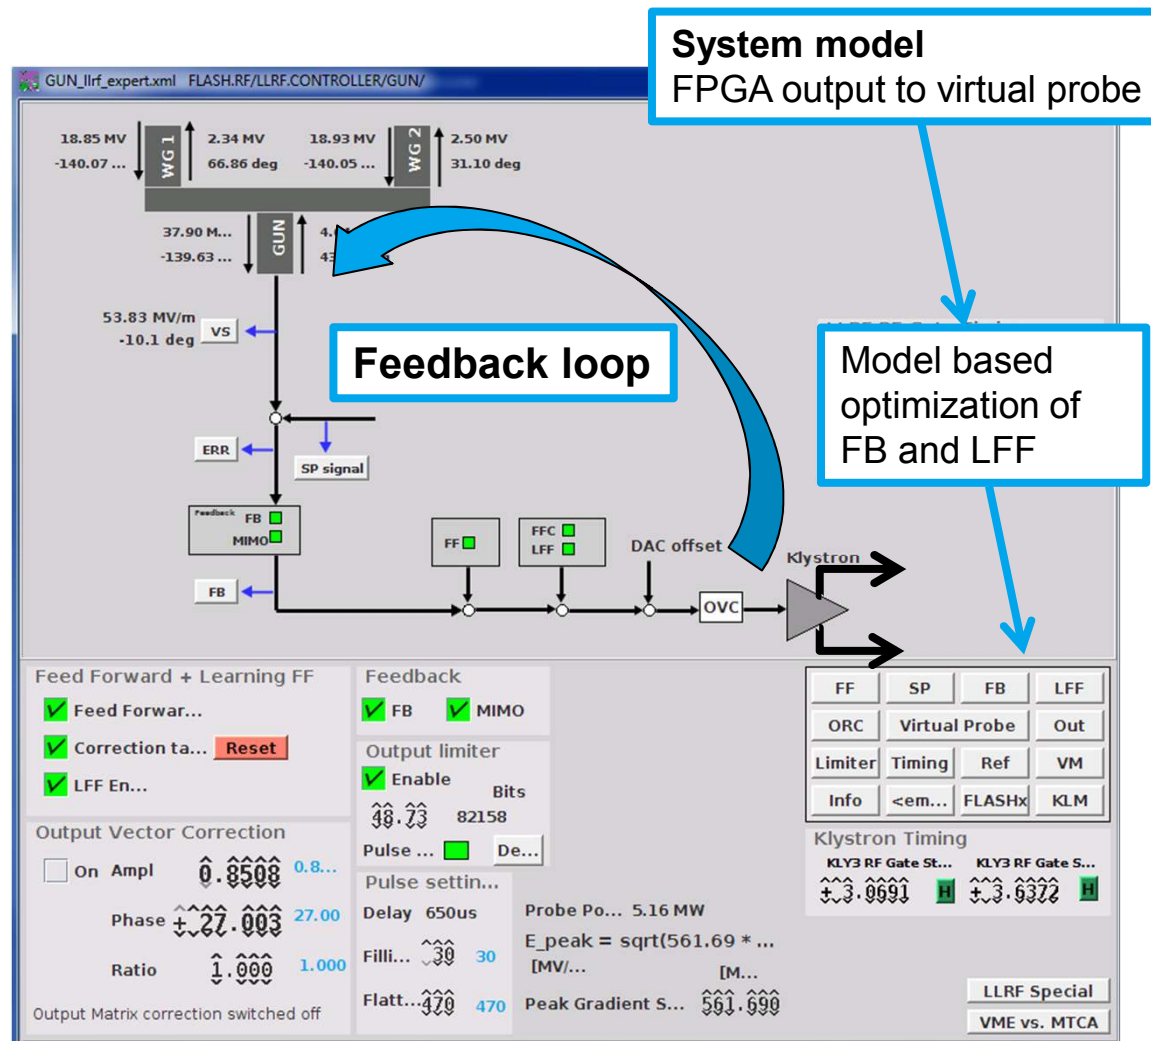 System model
FPGA output to virtual probe
GUN_llrf_expert.xml FLASH.RF/LLRF.CONTROLLER/GUN/
18.85 MV
-140.07 ...
WG 1
2.34 MV
66.86 deg
18.93 MV
-140.05 ...
WG 2
2.50 MV
31.10 deg
37.90 M...
-139.63 ...
GUN
53.83 MV/m
-10.1 deg
VS
Feedback loop
Model based
optimization of
FB and LFF
ERR
SP signal
Feedback
FB
MIMO
FB
FF
FFC
LFF
DAC offset
Klystron
OVC
Feed Forward + Learning FF
Feed Forwar...
Correction ta... Reset
LFF En...
Output Vector Correction
On Ampl 0.8508 0.8...
Phase +27.003 27.00
Ratio 1.000 1.000
Output Matrix correction switched off
Feedback
FB MIMO
Output limiter
Enable
Bits
48.73 82158
Pulse ... De...
Pulse settin...
Delay 650us
Filli... 30 30
Flatt... 470 470
Probe Po... 5.16 MW
E_peak = sqrt(561.69 * ...
[MV/... [M...
Peak Gradient S... 561.690
FF SP FB LFF
ORC Virtual Probe Out
Limiter Timing Ref VM
Info <em... FLASHx KLM
Klystron Timing
KLY3 RF Gate St... KLY3 RF Gate S...
+3.0691 H +3.6372 H
LLRF Special
VME vs. MTCA